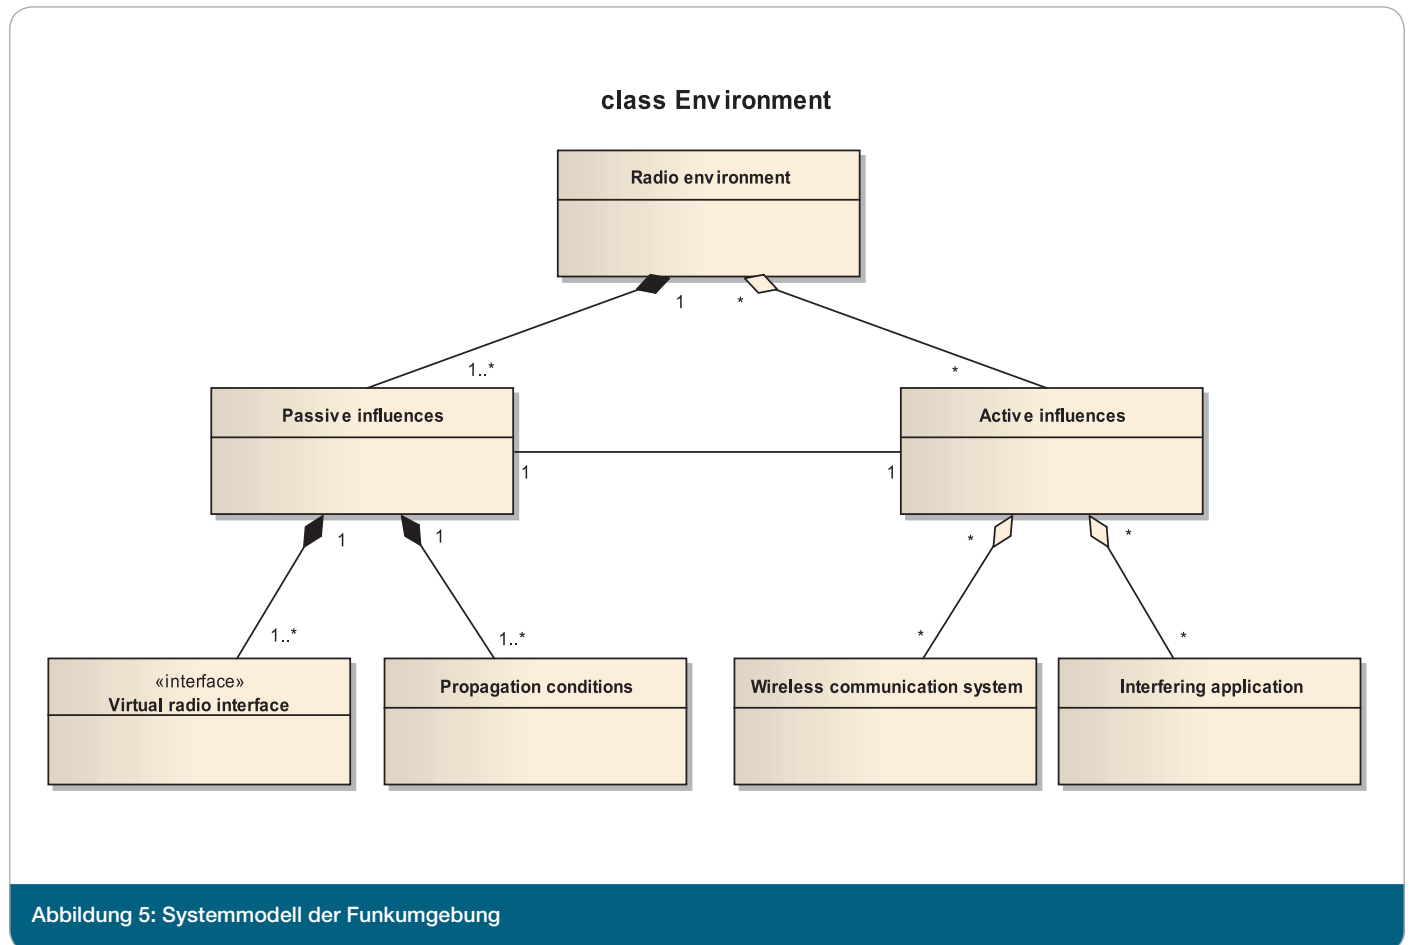 class Environment
Radio environment
1
*
1..*
*
Passive influences
Active influences
1
1
1
1
*
*
1..*
1..*
*
*
«interface»
Virtual radio interface
Propagation conditions
Wireless communication system
Interfering application
Abbildung 5: Systemmodell der Funkumgebung